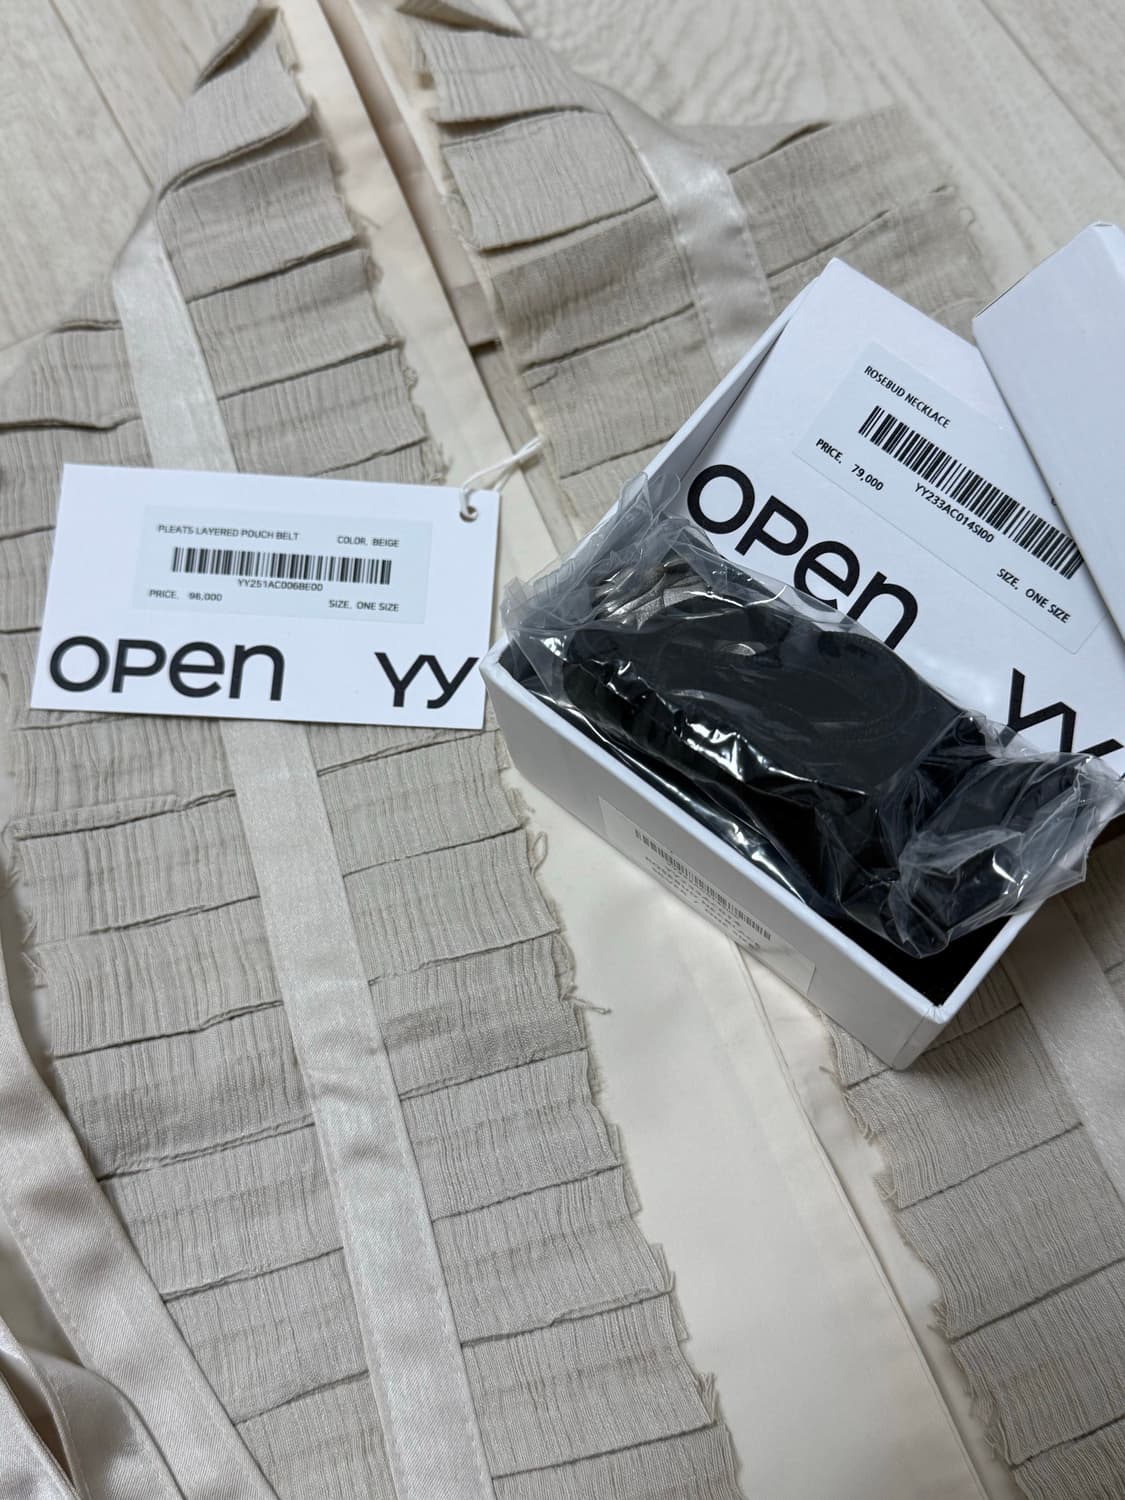 PLEATS LAYERED POUCH BELT COLOR. BEIGE
YY251AC006BE00
PRICE. 98,000 SIZE. ONE SIZE
OPEN YY
ROSEBUD NECKLACE
PRICE. 79,000 YY233AC014SI00 SIZE. ONE SIZE
OPEN YY